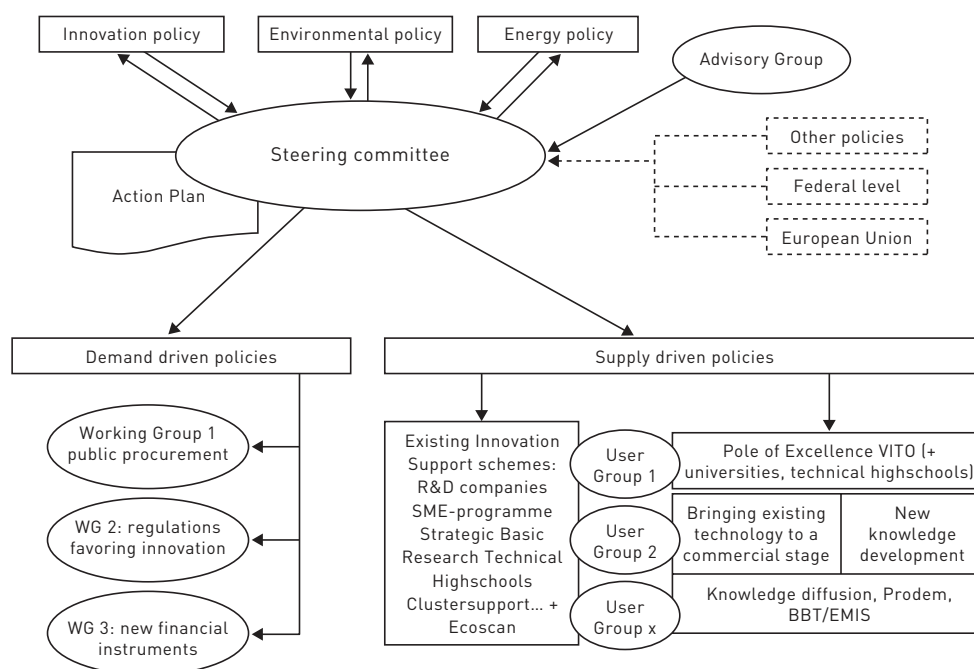 Innovation policy
Environmental policy
Energy policy
Advisory Group
Steering committee
Other policies
Action Plan
Federal level
European Union
Demand driven policies
Supply driven policies
Working Group 1
public procurement
WG 2: regulations
favoring innovation
WG 3: new financial
instruments
Existing Innovation
Support schemes:
R&D companies
SME-programme
Strategic Basic
Research Technical
Highschools
Clustersupport... +
Ecoscan
User
Group 1
User
Group 2
User
Group x
Pole of Excellence VITO (+
universities, technical highschools)
Bringing existing
technology to a
commercial stage
New
knowledge
development
Knowledge diffusion, Prodem,
BBT/EMIS